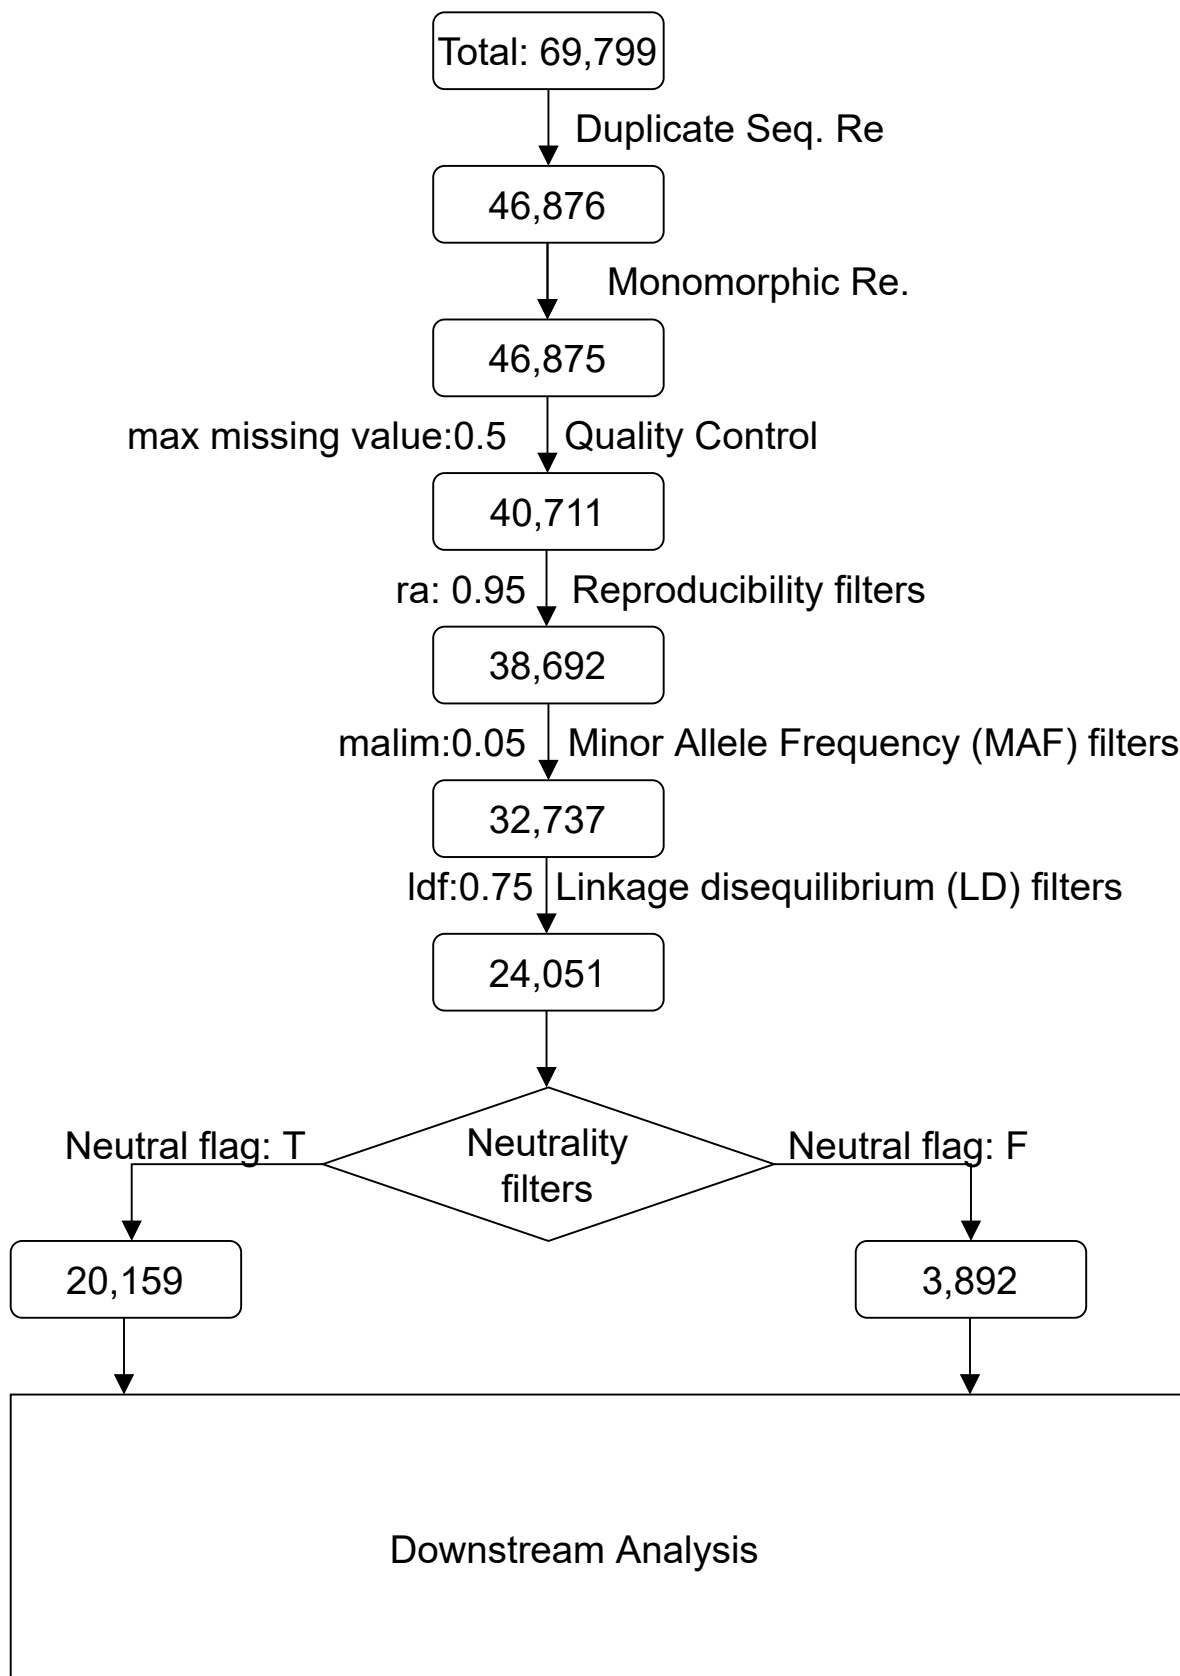 Total: 69,799
Duplicate Seq. Re
46,876
Monomorphic Re.
46,875
max missing value:0.5 Quality Control
40,711
ra: 0.95 Reproducibility filters
38,692
malim:0.05 Minor Allele Frequency (MAF) filters
32,737
ldf:0.75 Linkage disequilibrium (LD) filters
24,051
Neutral flag: T
Neutrality
filters
Neutral flag: F
20,159
3,892
Downstream Analysis